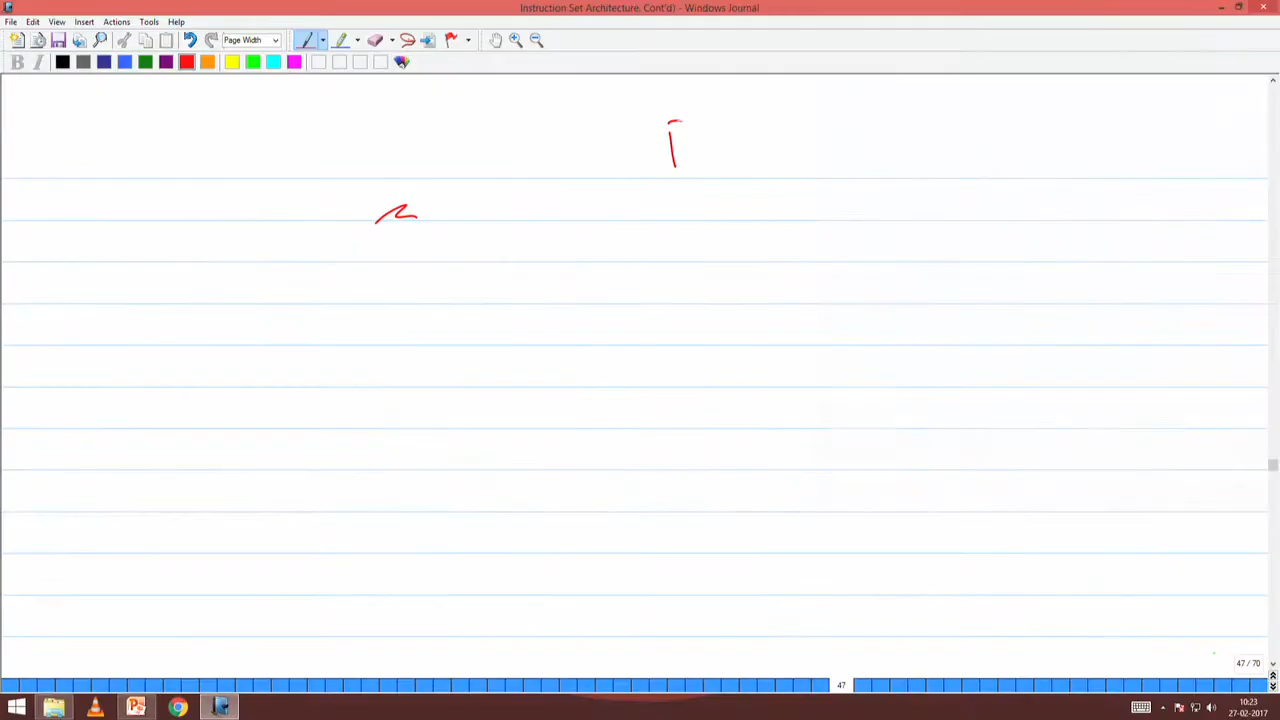 Instruction Set Architecture. Cont'd) - Windows Journal
File Edit View Insert Actions Tools Help
Page Width
B I
47 / 70
47
10:23
27-02-2017